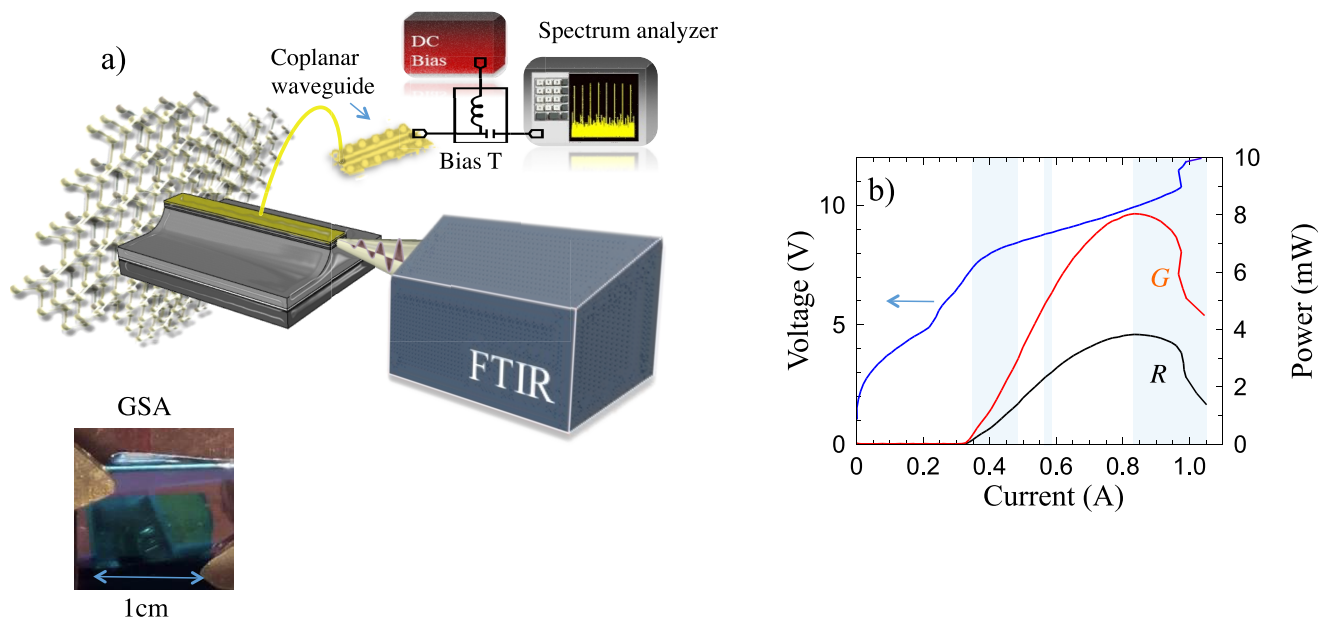 a)
Coplanar
waveguide
DC
Bias
Spectrum analyzer
Bias T
FTIR
GSA
1cm
b)
Voltage (V)
10
5
0
G
R
Power (mW)
10
8
6
4
2
0
0 0.2 0.4 0.6 0.8 1.0
Current (A)